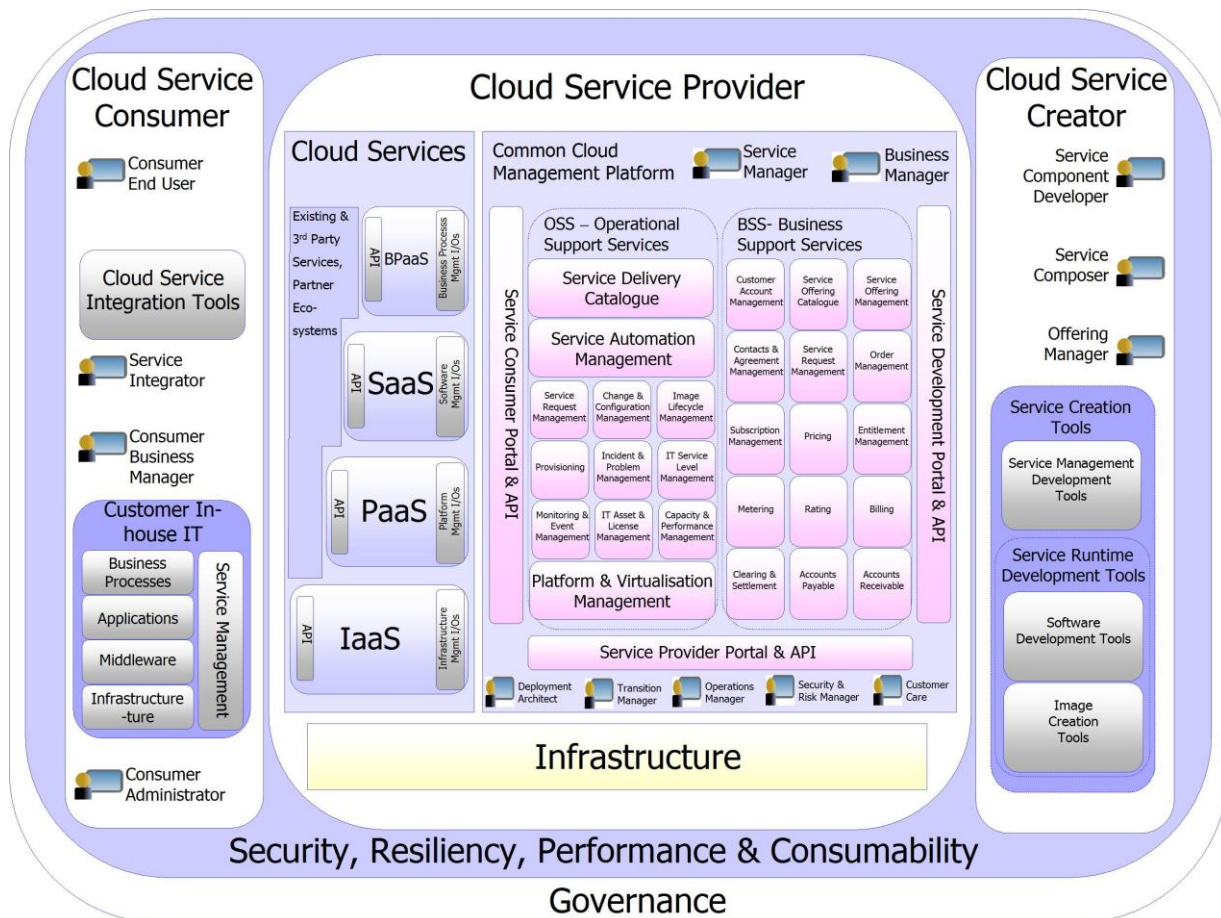 Cloud Service
Consumer
Consumer
End User
Cloud Service
Integration Tools
Service
Integrator
Consumer
Business
Manager
Customer In-
house IT
Business
Processes
Applications
Middleware
Infrastructure
-ture
Service Management
Consumer
Administrator
Cloud Service Provider
Cloud Services
Existing &
3rd Party
Services,
Partner
Eco-
systems
API
BPaaS
Business Processs
Mgmt I/Os
API
SaaS
Software
Mgmt I/Os
API
PaaS
Platform
Mgmt I/Os
API
IaaS
Infrastructure
Mgmt I/Os
Common Cloud
Management Platform
Service
Manager
Business
Manager
Service Consumer Portal & API
OSS – Operational
Support Services
Service Delivery
Catalogue
Service Automation
Management
Service
Request
Management
Change &
Configuration
Management
Image
Lifecycle
Management
Provisioning
Incident &
Problem
Management
IT Service
Level
Management
Monitoring &
Event
Management
IT Asset &
License
Management
Capacity &
Performance
Management
Platform & Virtualisation
Management
BSS- Business
Support Services
Customer
Account
Management
Service
Offering
Catalogue
Service
Offering
Management
Contacts &
Agreement
Management
Service
Request
Management
Order
Management
Subscription
Management
Pricing
Entitlement
Management
Metering
Rating
Billing
Clearing &
Settlement
Accounts
Payable
Accounts
Receivable
Service Development Portal & API
Service Provider Portal & API
Deployment
Architect
Transition
Manager
Operations
Manager
Security &
Risk Manager
Customer
Care
Infrastructure
Cloud Service
Creator
Service
Component
Developer
Service
Composer
Offering
Manager
Service Creation
Tools
Service Management
Development
Tools
Service Runtime
Development Tools
Software
Development Tools
Image
Creation
Tools
Security, Resiliency, Performance & Consumability
Governance